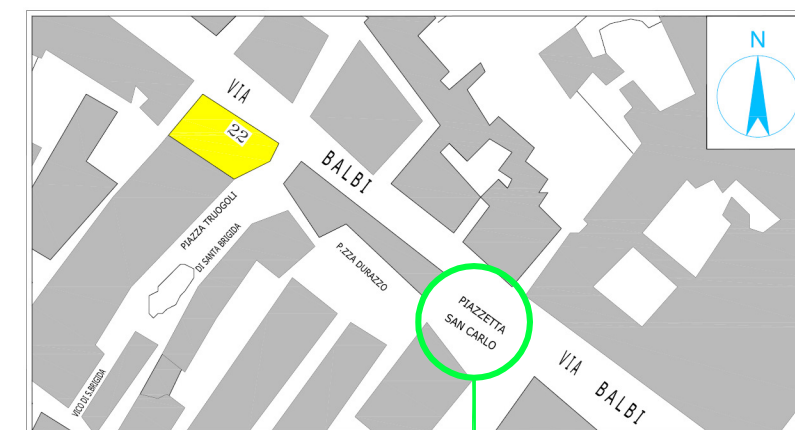 N
VIA
22
BALBI
PIAZZA TRUOGOLI
DI SANTA BRIGIDA
P.ZZA DURAZZO
PIAZZETTA
SAN CARLO
VIA BALBI
VICO DI S.BRIGIDA